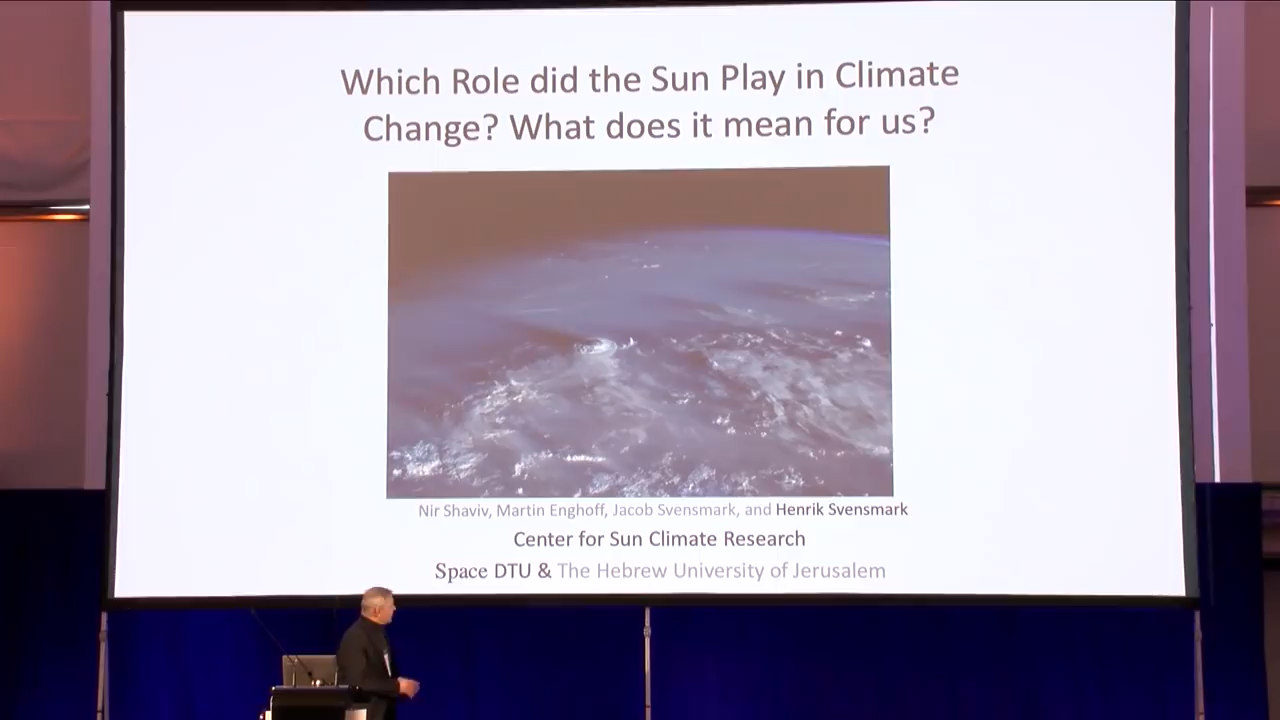 Which Role did the Sun Play in Climate
Change? What does it mean for us?
Nir Shaviv, Martin Enghoff, Jacob Svensmark, and Henrik Svensmark
Center for Sun Climate Research
Space DTU & The Hebrew University of Jerusalem